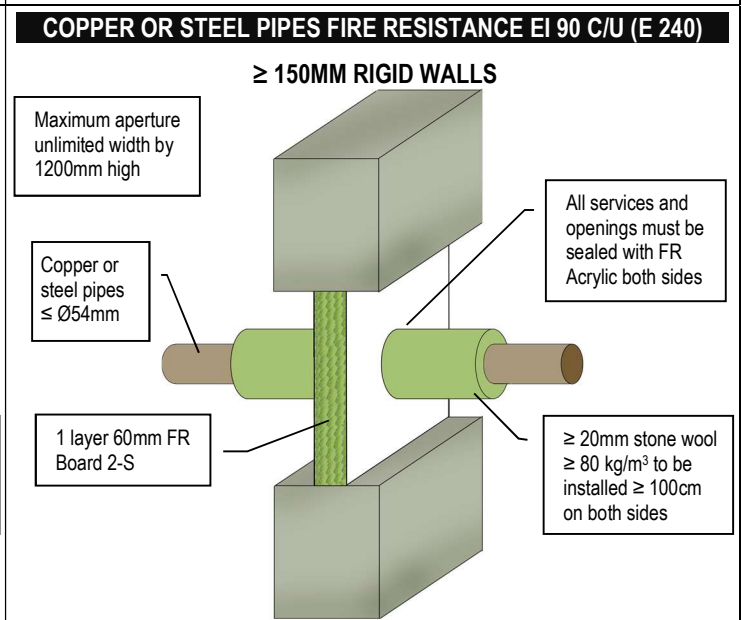 COPPER OR STEEL PIPES FIRE RESISTANCE EI 90 C/U (E 240)
≥ 150MM RIGID WALLS
Maximum aperture
unlimited width by
1200mm high
All services and
openings must be
sealed with FR
Acrylic both sides
Copper or
steel pipes
≤ Ø54mm
1 layer 60mm FR
Board 2-S
≥ 20mm stone wool
≥ 80 kg/m³ to be
installed ≥ 100cm
on both sides